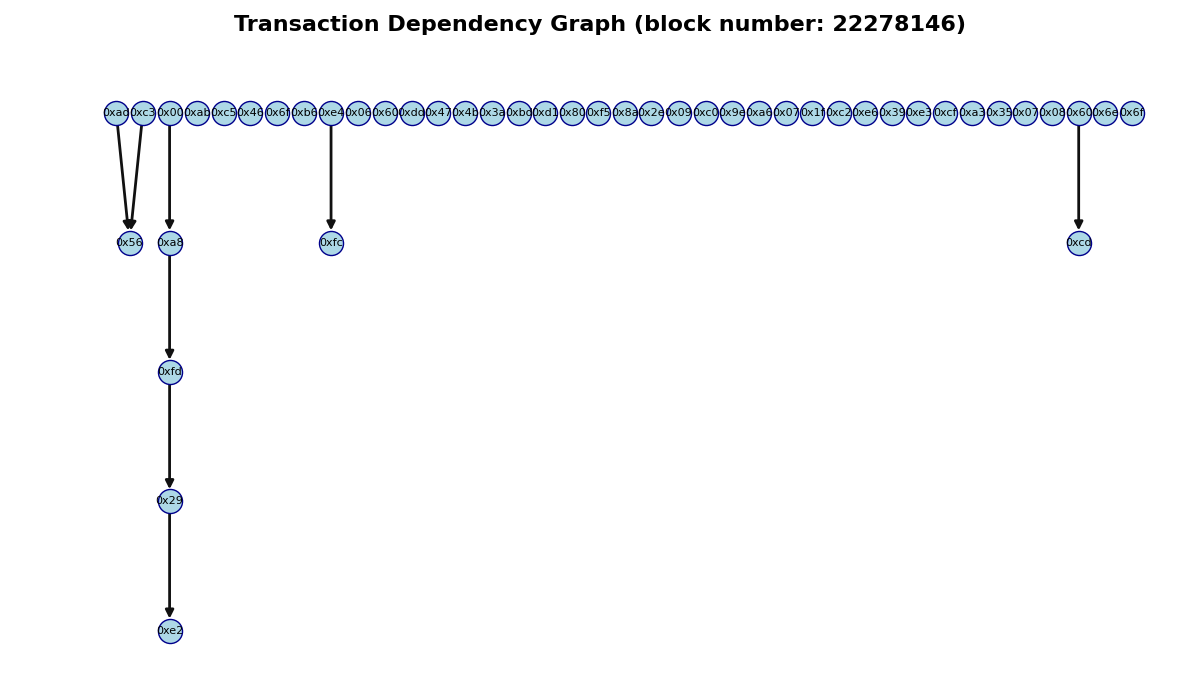 Transaction Dependency Graph (block number: 22278146)
0xad 0xc3 0x00 0xab 0xc5 0x46 0x6f 0xb6 0xe4 0x06 0x60 0xdd 0x47 0x4b 0x3a 0xbd 0xd1 0x80 0xf5 0x8a 0x2e 0x09 0xc0 0x9e 0xa6 0x07 0x1f 0xc2 0xe6 0x39 0xe3 0xcf 0xa3 0x35 0x07 0x08 0x60 0x6e 0x6f
0x56 0xa8 0xfc 0xcd
0xfd
0x29
0xe2